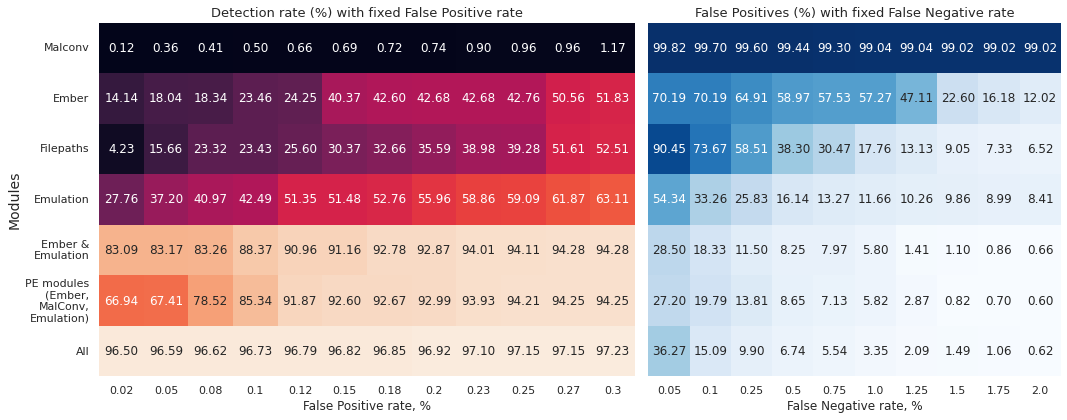 Detection rate (%) with fixed False Positive rate
False Positives (%) with fixed False Negative rate
Modules
Malconv 0.12 0.36 0.41 0.50 0.66 0.69 0.72 0.74 0.90 0.96 0.96 1.17 99.82 99.70 99.60 99.44 99.30 99.04 99.04 99.02 99.02 99.02
Ember 14.14 18.04 18.34 23.46 24.25 40.37 42.60 42.68 42.68 42.76 50.56 51.83 70.19 70.19 64.91 58.97 57.53 57.27 47.11 22.60 16.18 12.02
Filepaths 4.23 15.66 23.32 23.43 25.60 30.37 32.66 35.59 38.98 39.28 51.61 52.51 90.45 73.67 58.51 38.30 30.47 17.76 13.13 9.05 7.33 6.52
Emulation 27.76 37.20 40.97 42.49 51.35 51.48 52.76 55.96 58.86 59.09 61.87 63.11 54.34 33.26 25.83 16.14 13.27 11.66 10.26 9.86 8.99 8.41
Ember &
Emulation
83.09 83.17 83.26 88.37 90.96 91.16 92.78 92.87 94.01 94.11 94.28 94.28 28.50 18.33 11.50 8.25 7.97 5.80 1.41 1.10 0.86 0.66
PE modules
(Ember,
MalConv,
Emulation)
66.94 67.41 78.52 85.34 91.87 92.60 92.67 92.99 93.93 94.21 94.25 94.25 27.20 19.79 13.81 8.65 7.13 5.82 2.87 0.82 0.70 0.60
All 96.50 96.59 96.62 96.73 96.79 96.82 96.85 96.92 97.10 97.15 97.15 97.23 36.27 15.09 9.90 6.74 5.54 3.35 2.09 1.49 1.06 0.62
0.02 0.05 0.08 0.1 0.12 0.15 0.18 0.2 0.23 0.25 0.27 0.3 0.05 0.1 0.25 0.5 0.75 1.0 1.25 1.5 1.75 2.0
False Positive rate, %
False Negative rate, %